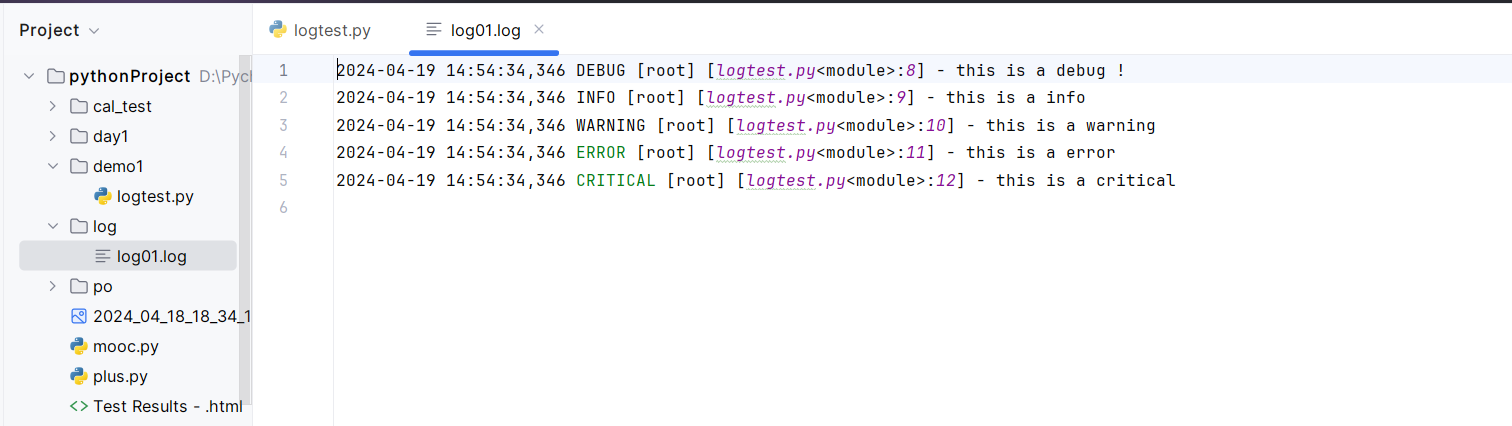 Project
logtest.py
log01.log
pythonProject D:\Pyc
cal_test
day1
demo1
logtest.py
log
log01.log
po
2024_04_18_18_34_1
mooc.py
plus.py
Test Results - .html
1 2024-04-19 14:54:34,346 DEBUG [root] [logtest.py<module>:8] - this is a debug !
2 2024-04-19 14:54:34,346 INFO [root] [logtest.py<module>:9] - this is a info
3 2024-04-19 14:54:34,346 WARNING [root] [logtest.py<module>:10] - this is a warning
4 2024-04-19 14:54:34,346 ERROR [root] [logtest.py<module>:11] - this is a error
5 2024-04-19 14:54:34,346 CRITICAL [root] [logtest.py<module>:12] - this is a critical
6